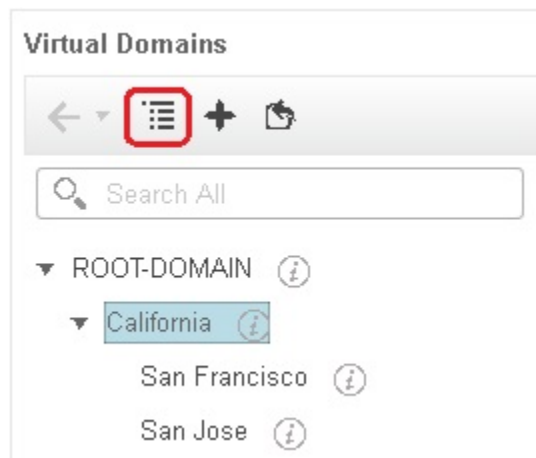 Virtual Domains
Search All
ROOT-DOMAIN
California
San Francisco
San Jose